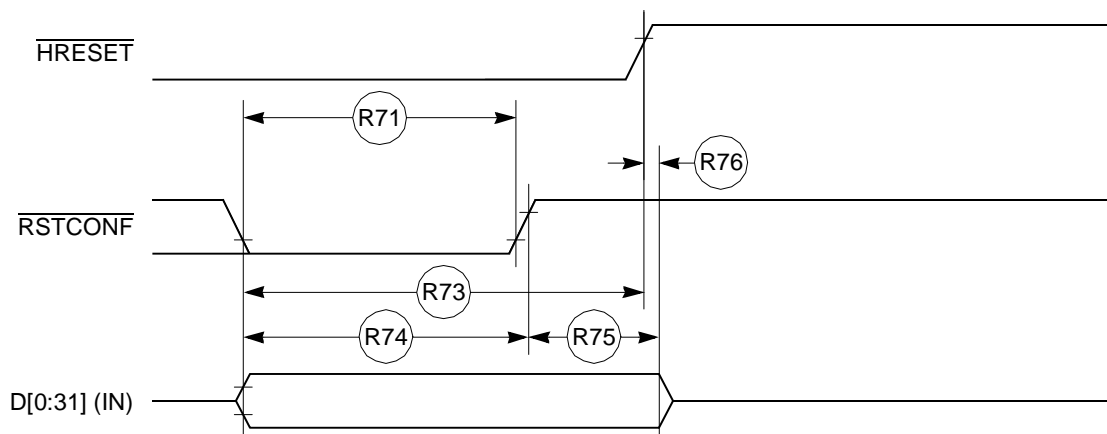 HRESET
R71
R76
RSTCONF
R73
R74
R75
D[0:31] (IN)